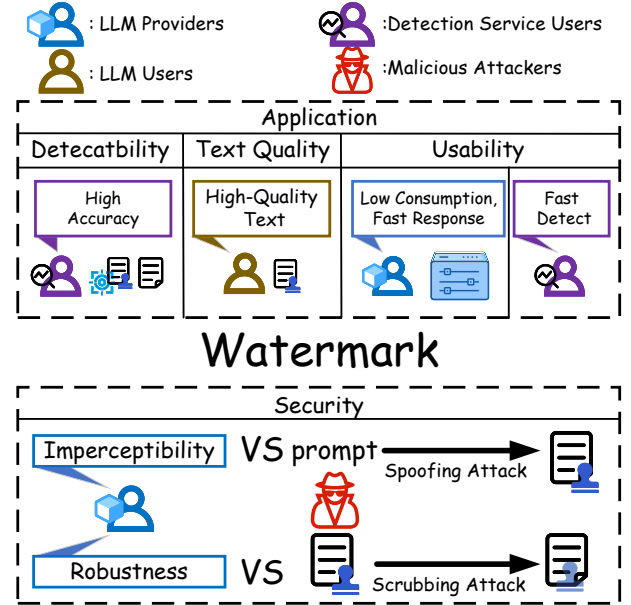 : LLM Providers
:Detection Service Users
: LLM Users
:Malicious Attackers
Application
Detecatbility
Text Quality
Usability
High
Accuracy
High-Quality
Text
Low Consumption,
Fast Response
Fast
Detect
Watermark
Security
Imperceptibility
VS prompt
Spoofing Attack
Robustness
VS
Scrubbing Attack